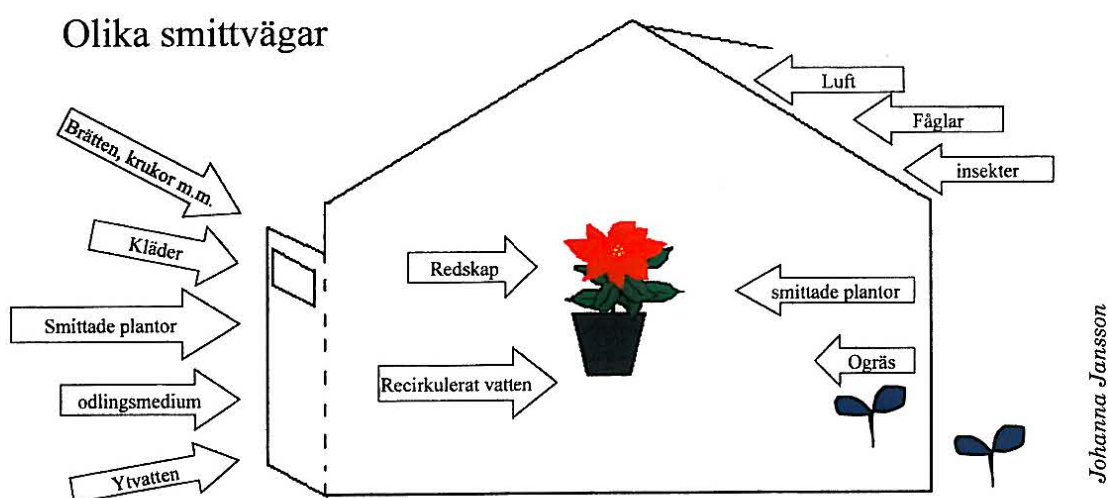 Olika smittvägar
Brätten, krukor m.m.
Kläder
Smittade plantor
odlingsmedium
Ytvatten
Redskap
Recirkulerat vatten
Luft
Fåglar
insekter
smittade plantor
Ogräs
Johanna Jansson